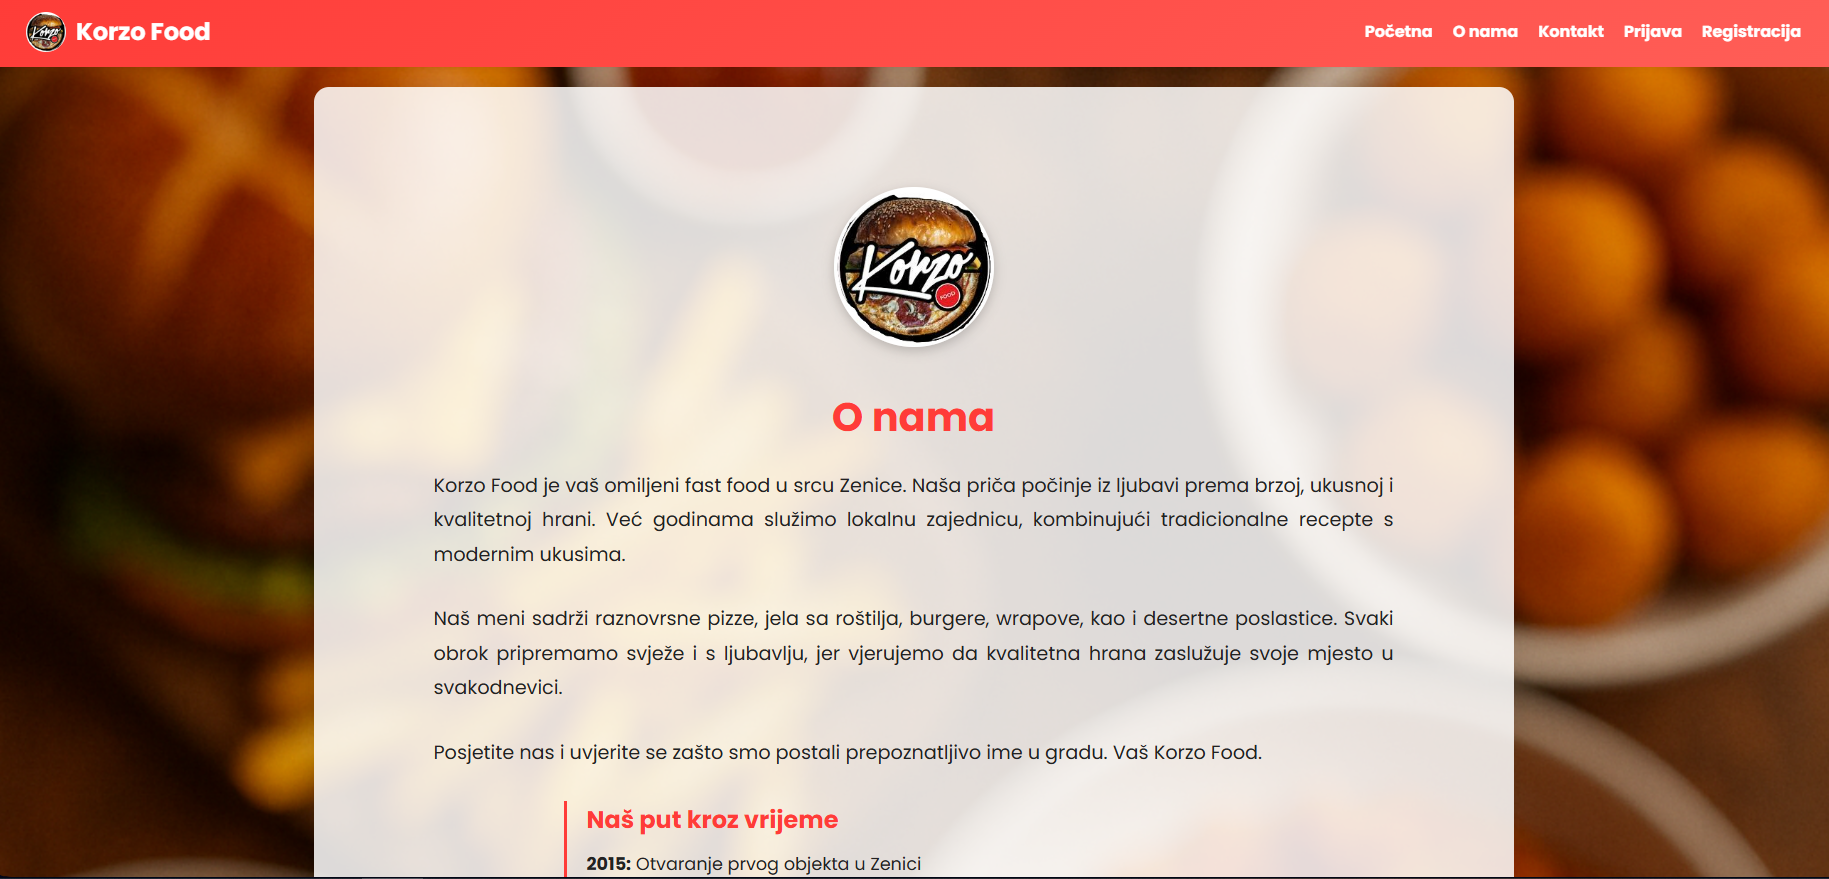 Korzo Food
Početna O nama Kontakt Prijava Registracija
Korzo
FOOD
O nama
Korzo Food je vaš omiljeni fast food u srcu Zenice. Naša priča počinje iz ljubavi prema brzoj, ukusnoj i
kvalitetnoj hrani. Već godinama služimo lokalnu zajednicu, kombinujući tradicionalne recepte s
modernim ukusima.
Naš meni sadrži raznovrsne pizze, jela sa roštilja, burgere, wrapove, kao i desertne poslastice. Svaki
obrok pripremamo svježe i s ljubavlju, jer vjerujemo da kvalitetna hrana zaslužuje svoje mjesto u
svakodnevici.
Posjetite nas i uvjerite se zašto smo postali prepoznatljivo ime u gradu. Vaš Korzo Food.
Naš put kroz vrijeme
2015: Otvaranje prvog objekta u Zenici